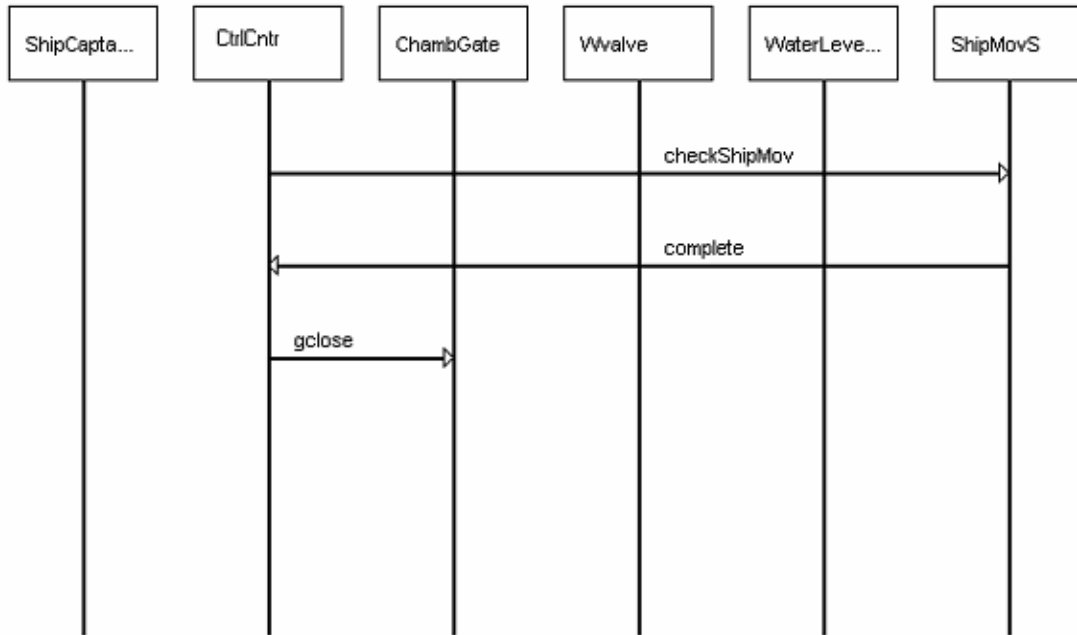 ShipCapta...
CtrlCntr
ChambGate
Wvalve
WaterLeve...
ShipMovS
checkShipMov
complete
gclose